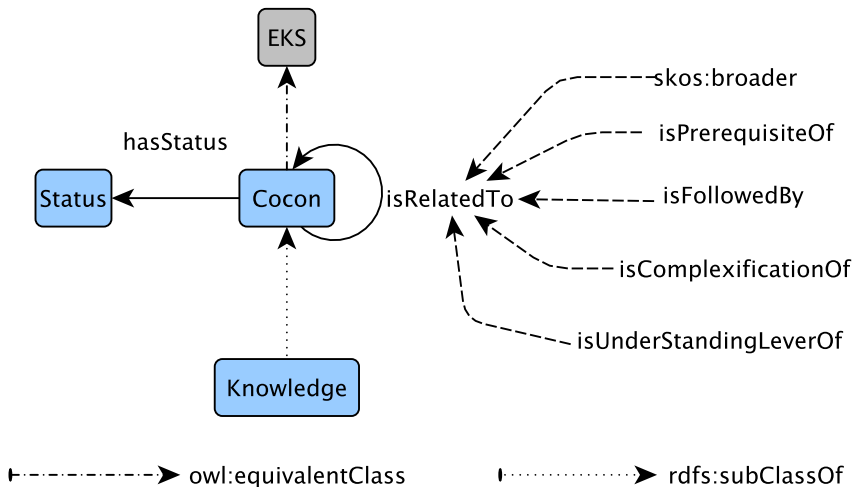 EKS
skos:broader
hasStatus
isPrerequisiteOf
Status
Cocon
isRelatedTo
isFollowedBy
isComplexificationOf
isUnderStandingLeverOf
Knowledge
owl:equivalentClass
rdfs:subClassOf